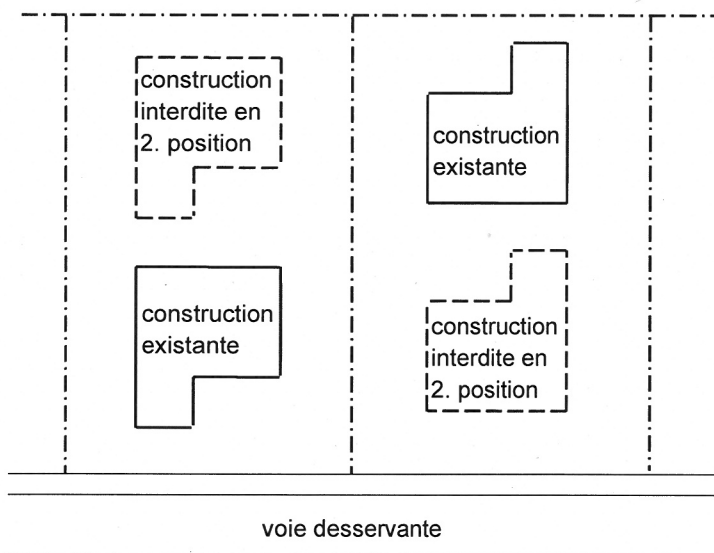 construction
interdite en
2. position
construction
existante
construction
existante
construction
interdite en
2. position
voie desservante